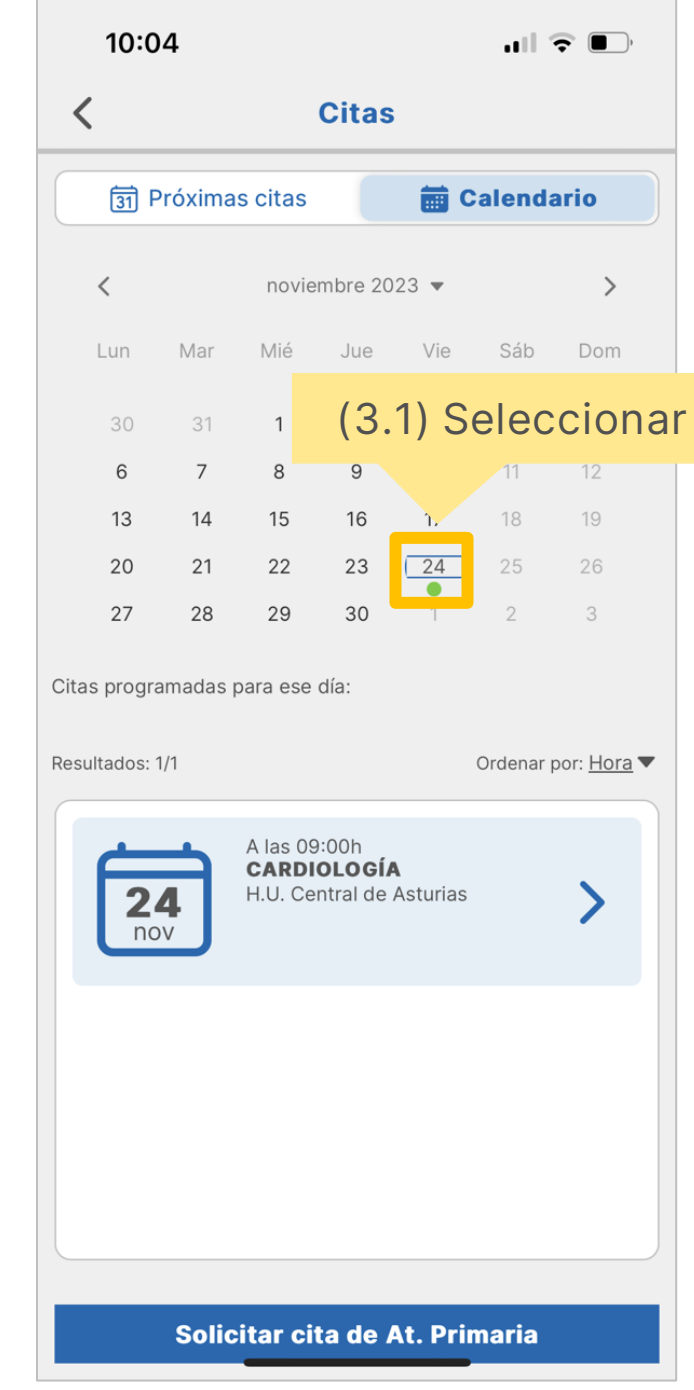 10:04
Citas
31 Próximas citas Calendario
noviembre 2023
Lun Mar Mié Jue Vie Sáb Dom
(3.1) Seleccionar
30 31 1
6 7 8 9 11 12
13 14 15 16 18 19
20 21 22 23 24 25 26
27 28 29 30 1 2 3
Citas programadas para ese día:
Resultados: 1/1 Ordenar por: Hora
A las 09:00h
CARDIOLOGÍA
24 H.U. Central de Asturias
nov
Solicitar cita de At. Primaria